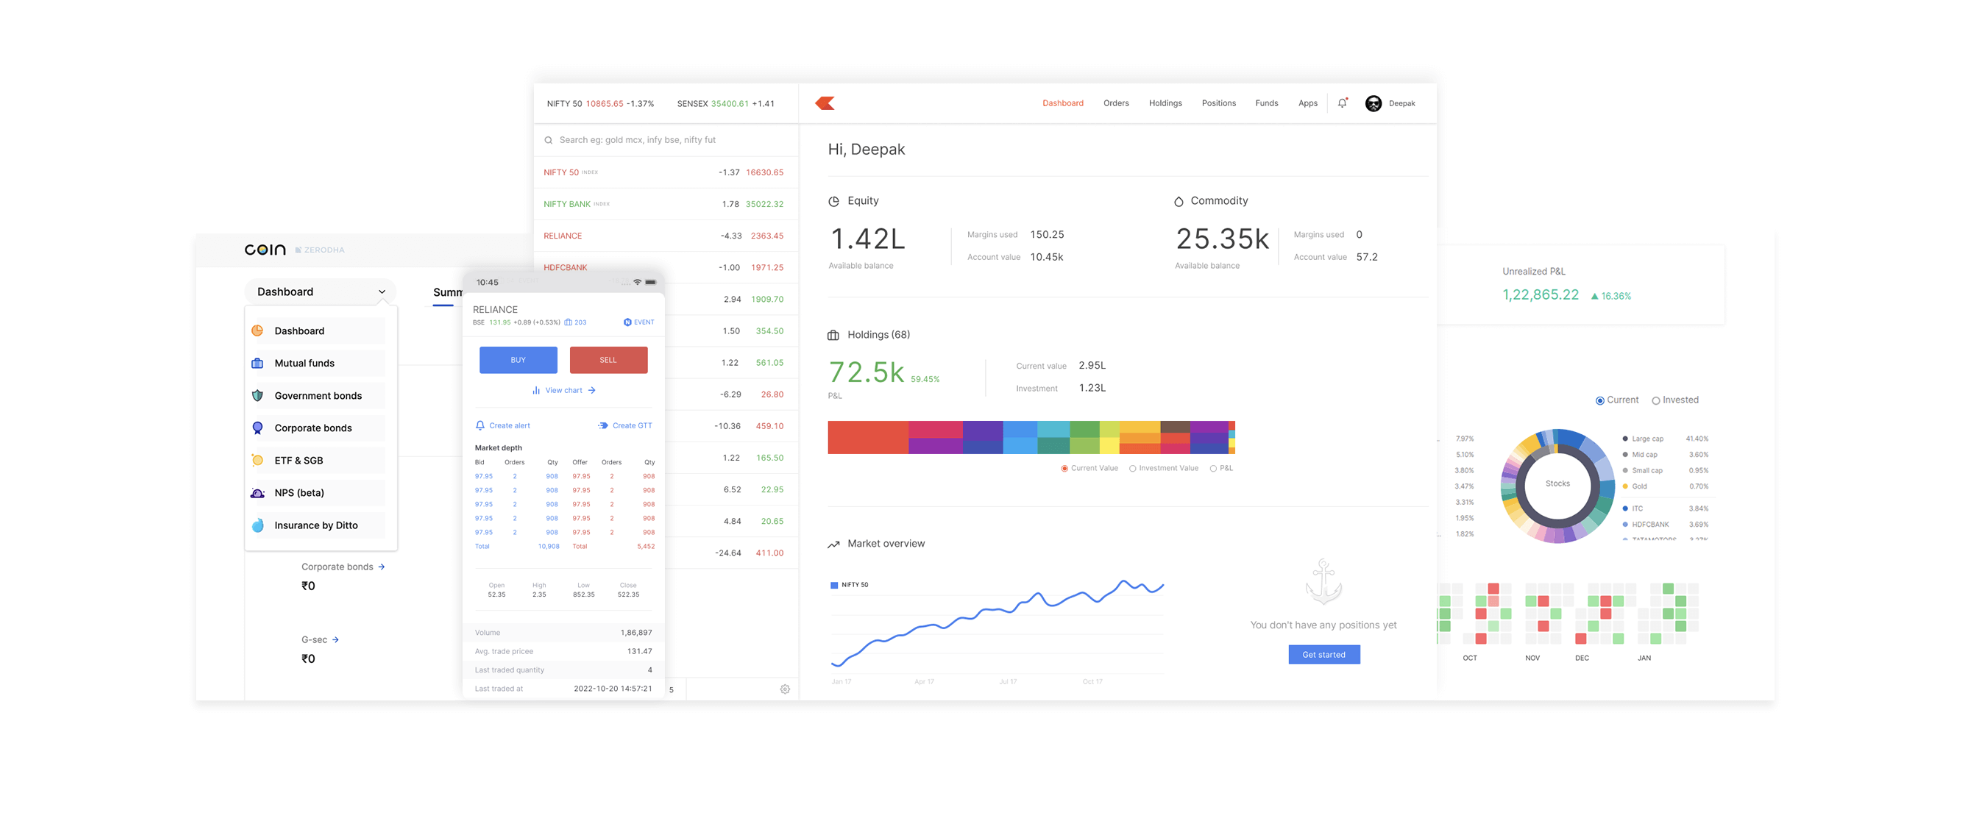 NIFTY 50 10865.65 -1.37% SENSEX 35400.61 +1.41
Dashboard Orders Holdings Positions Funds Apps Deepak
Search eg: gold mcx, infy bse, nifty fut
NIFTY 50 INDEX -1.37 16630.65
NIFTY BANK INDEX 1.78 35022.32
RELIANCE -4.33 2363.45
HDFCBANK -1.00 1971.25
2.94 1909.70
1.50 354.50
1.22 561.05
-6.29 26.80
-10.36 459.10
1.22 165.50
6.52 22.95
4.84 20.65
-24.64 411.00
5
Hi, Deepak
Equity
1.42L
Available balance
Margins used 150.25
Account value 10.45k
Commodity
25.35k
Available balance
Margins used 0
Account value 57.2
Holdings (68)
72.5k 59.45%
P&L
Current value 2.95L
Investment 1.23L
Current Value Investment Value P&L
Market overview
NIFTY 50
Jan 17 Apr 17 Jul 17 Oct 17
You don't have any positions yet
Get started
COIN ZERODHA
Dashboard
Summ
Dashboard
Mutual funds
Government bonds
Corporate bonds
ETF & SGB
NPS (beta)
Insurance by Ditto
Corporate bonds →
₹0
G-sec →
₹0
10:45
RELIANCE
BSE 131.95 +0.89 (+0.53%) 203 EVENT
BUY SELL
View chart →
Create alert Create GTT
Market depth
Bid Orders Qty Offer Orders Qty
97.95 2 908 97.95 2 908
97.95 2 908 97.95 2 908
97.95 2 908 97.95 2 908
97.95 2 908 97.95 2 908
97.95 2 908 97.95 2 908
Total 10,908 Total 5,452
Open High Low Close
52.35 2.35 852.35 522.35
Volume 1,86,897
Avg. trade pricee 131.47
Last traded quantity 4
Last traded at 2022-10-20 14:57:21
Unrealized P&L
1,22,865.22 ▲ 16.36%
Current Invested
7.97%
5.10%
3.80%
3.47%
3.31%
1.95%
1.82%
Stocks
Large cap 41.40%
Mid cap 3.60%
Small cap 0.95%
Gold 0.70%
ITC 3.84%
HDFCBANK 3.69%
OCT NOV DEC JAN